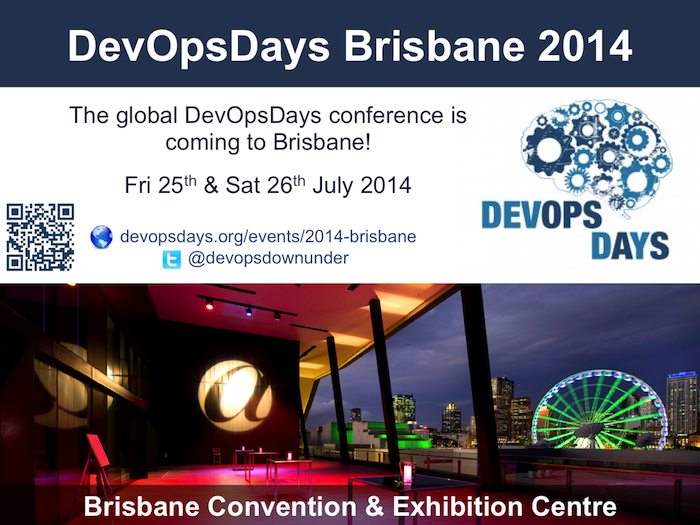 DevOpsDays Brisbane 2014
The global DevOpsDays conference is
coming to Brisbane!
Fri 25th & Sat 26th July 2014
devopsdays.org/events/2014-brisbane
@devopsdownunder
DEVOPS
DAYS
Brisbane Convention & Exhibition Centre